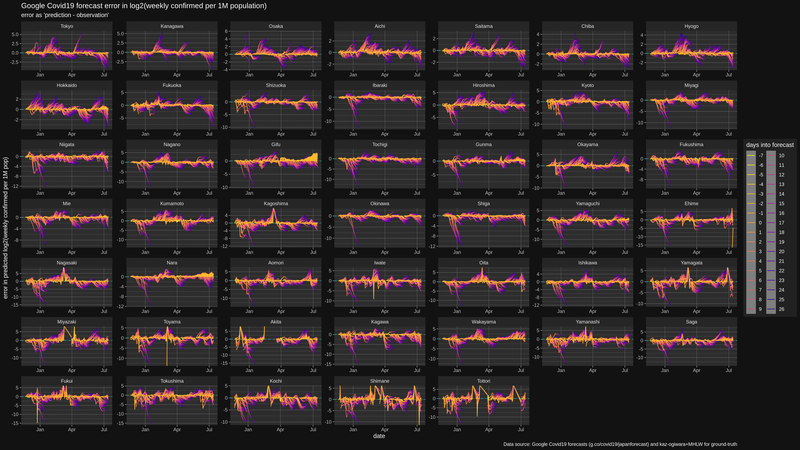 Google Covid19 forecast error in log2(weekly confirmed per 1M population)
error as 'prediction - observation'
Tokyo Kanagawa Osaka Aichi Saitama Chiba Hyogo
Hokkaido Fukuoka Shizuoka Ibaraki Hiroshima Kyoto Miyagi
Niigata Nagano Gifu Tochigi Gunma Okayama Fukushima
Mie Kumamoto Kagoshima Okinawa Shiga Yamaguchi Ehime
Nagasaki Nara Aomori Iwate Oita Ishikawa Yamagata
Miyazaki Toyama Akita Kagawa Wakayama Yamanashi Saga
Fukui Tokushima Kochi Shimane Tottori
Jan Apr Jul
error in predicted log2(weekly confirmed per 1M pop)
date
days into forecast
-7 10
-6 11
-5 12
-4 13
-3 14
-2 15
-1 16
0 17
1 18
2 19
3 20
4 21
5 22
6 23
7 24
8 25
9 26
Data source: Google Covid19 forecasts (g.co/covid19/japanforecast) and kaz-ogiwara+MHLW for ground-truth